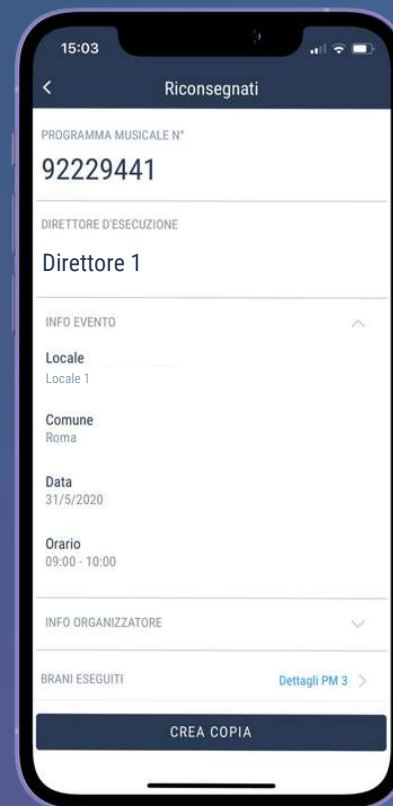 15:03
Riconsegnati
PROGRAMMA MUSICALE N°
92229441
DIRETTORE D'ESECUZIONE
Direttore 1
INFO EVENTO
Locale
Locale 1
Comune
Roma
Data
31/5/2020
Orario
09:00 - 10:00
INFO ORGANIZZATORE
BRANI ESEGUITI Dettagli PM 3
CREA COPIA